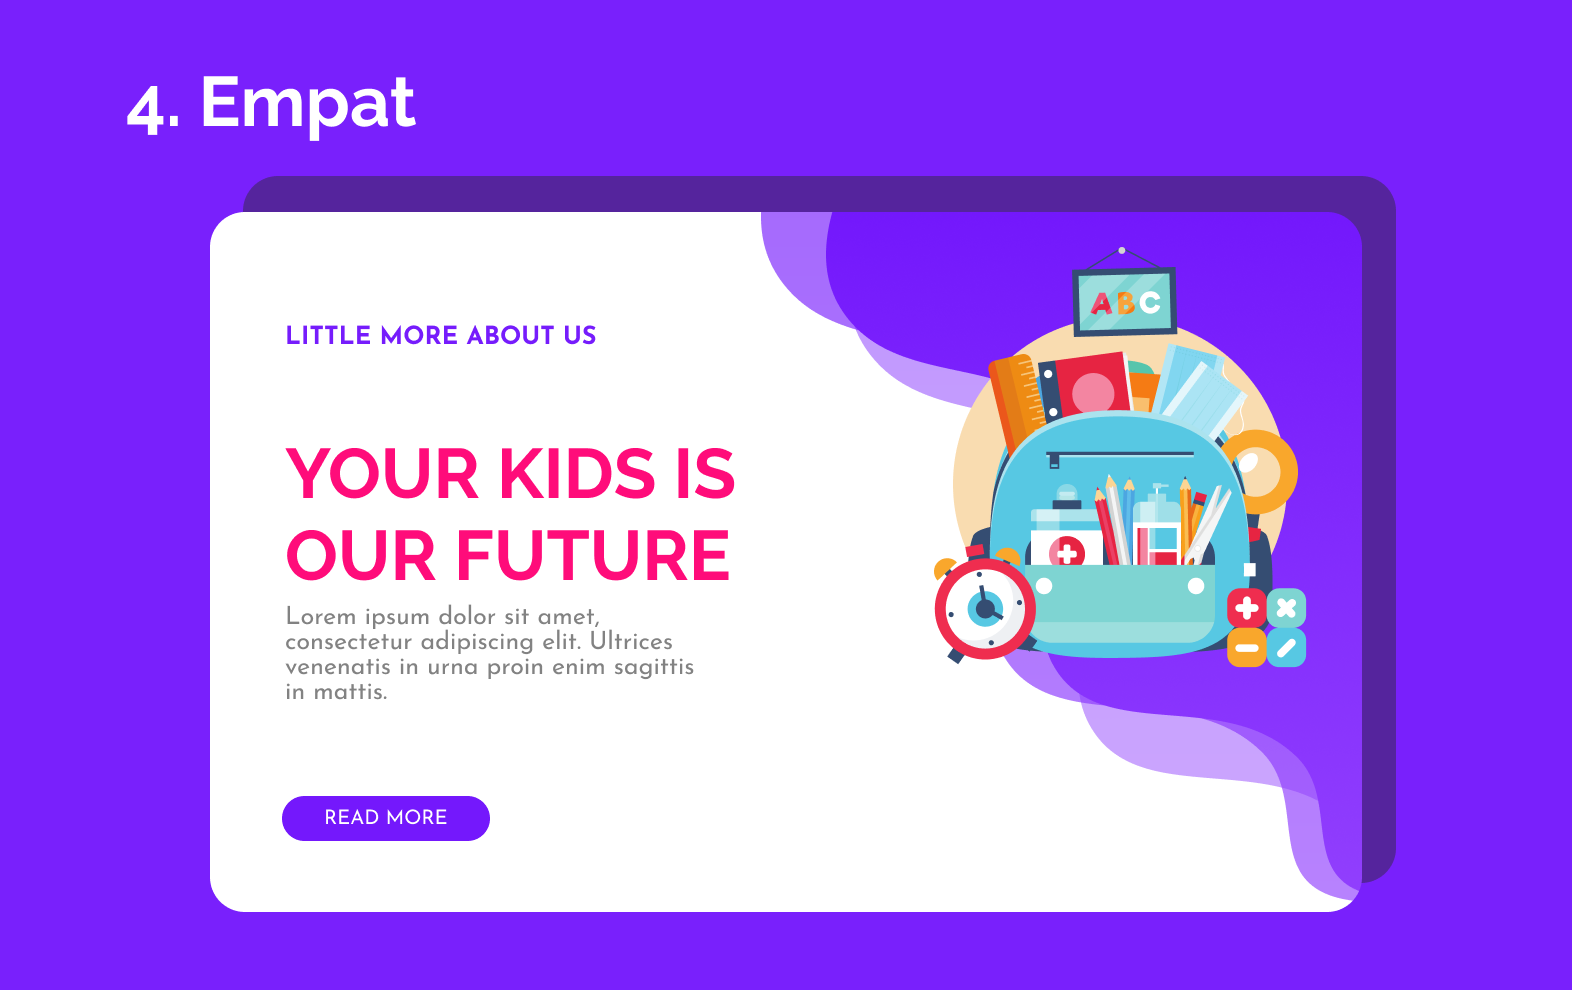 4. Empat
ABC
LITTLE MORE ABOUT US
YOUR KIDS IS
OUR FUTURE
Lorem ipsum dolor sit amet,
consectetur adipiscing elit. Ultrices
venenatis in urna proin enim sagittis
in mattis.
READ MORE